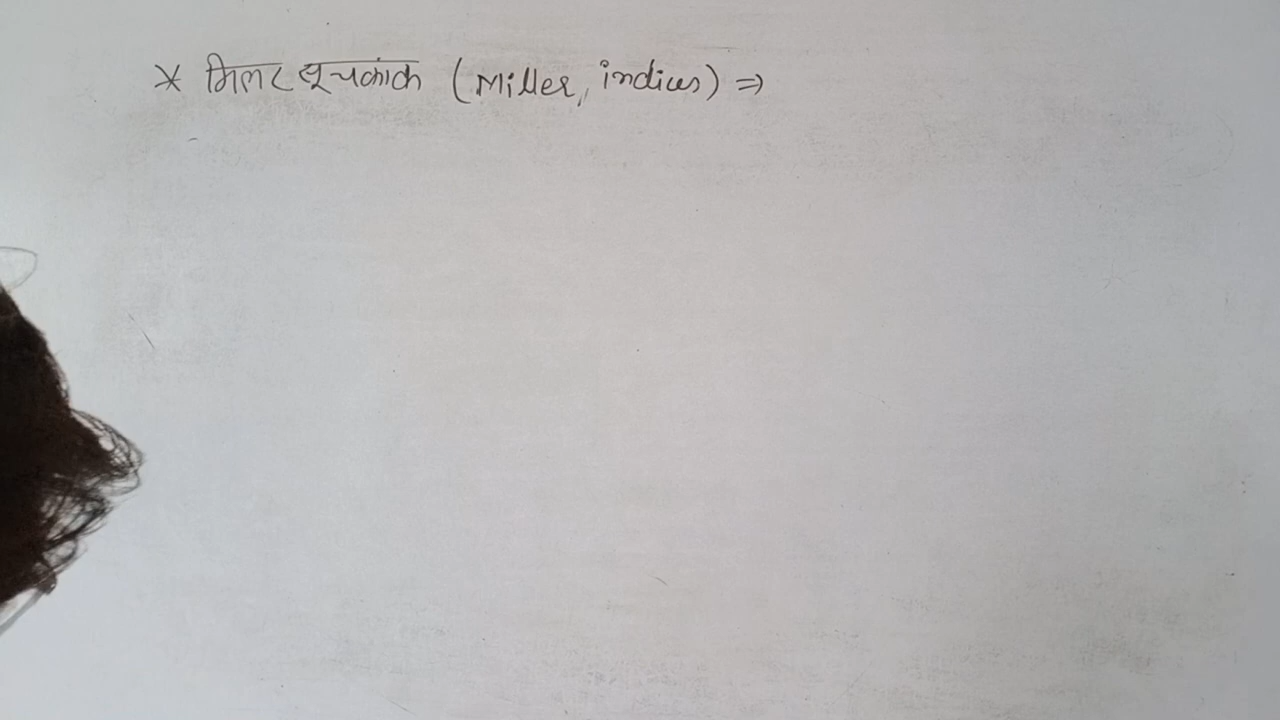 * मिलर सूचकांक (Miller, indices) ⇒